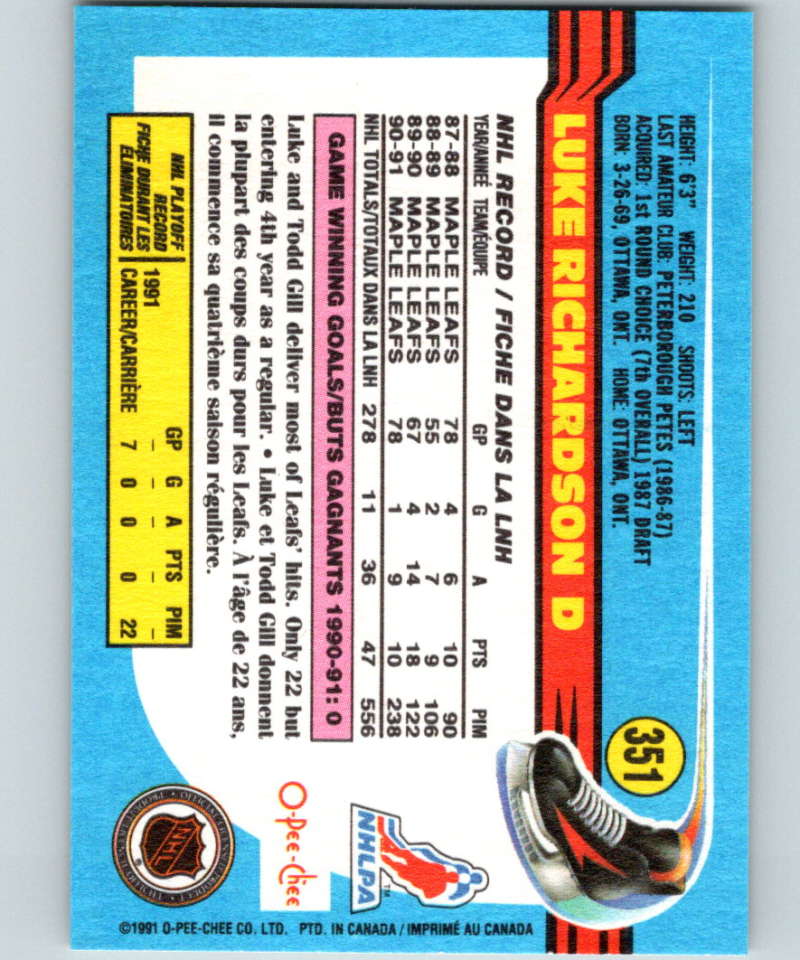 351
HEIGHT: 6'3" WEIGHT: 210 SHOOTS: LEFT
LAST AMATEUR CLUB: PETERBOROUGH PETES (1986-87)
ACQUIRED: 1st ROUND CHOICE (7th OVERALL) 1987 DRAFT
BORN: 3-26-69, OTTAWA, ONT. HOME: OTTAWA, ONT.
LUKE RICHARDSON D
NHL RECORD / FICHE DANS LA LNH
YEAR/ANNEÉ TEAM/ÉQUIPE GP G A PTS PIM
87-88 MAPLE LEAFS 78 4 6 10 90
88-89 MAPLE LEAFS 55 2 7 9 106
89-90 MAPLE LEAFS 67 4 14 18 122
90-91 MAPLE LEAFS 78 1 9 10 238
NHL TOTALS/TOTAUX DANS LA LNH 278 11 36 47 556
GAME WINNING GOALS/BUTS GAGNANTS 1990-91: 0
Luke and Todd Gill deliver most of Leafs' hits. Only 22 but
entering 4th year as a regular. • Luke et Todd Gill donnent
la plupart des coups durs pour les Leafs. À l'âge de 22 ans,
il commence sa quatrième saison régulière.
NHL PLAYOFF
RECORD
FICHE DURANT LES
ÉLIMINATOIRES
GP G A PTS PIM
1991 – – – – –
CAREER/CARRIÈRE 7 0 0 0 22
NHLPA
TM
O-Pee-Chee
NHL
©1991 O-PEE-CHEE CO. LTD. PTD. IN CANADA / IMPRIMÉ AU CANADA